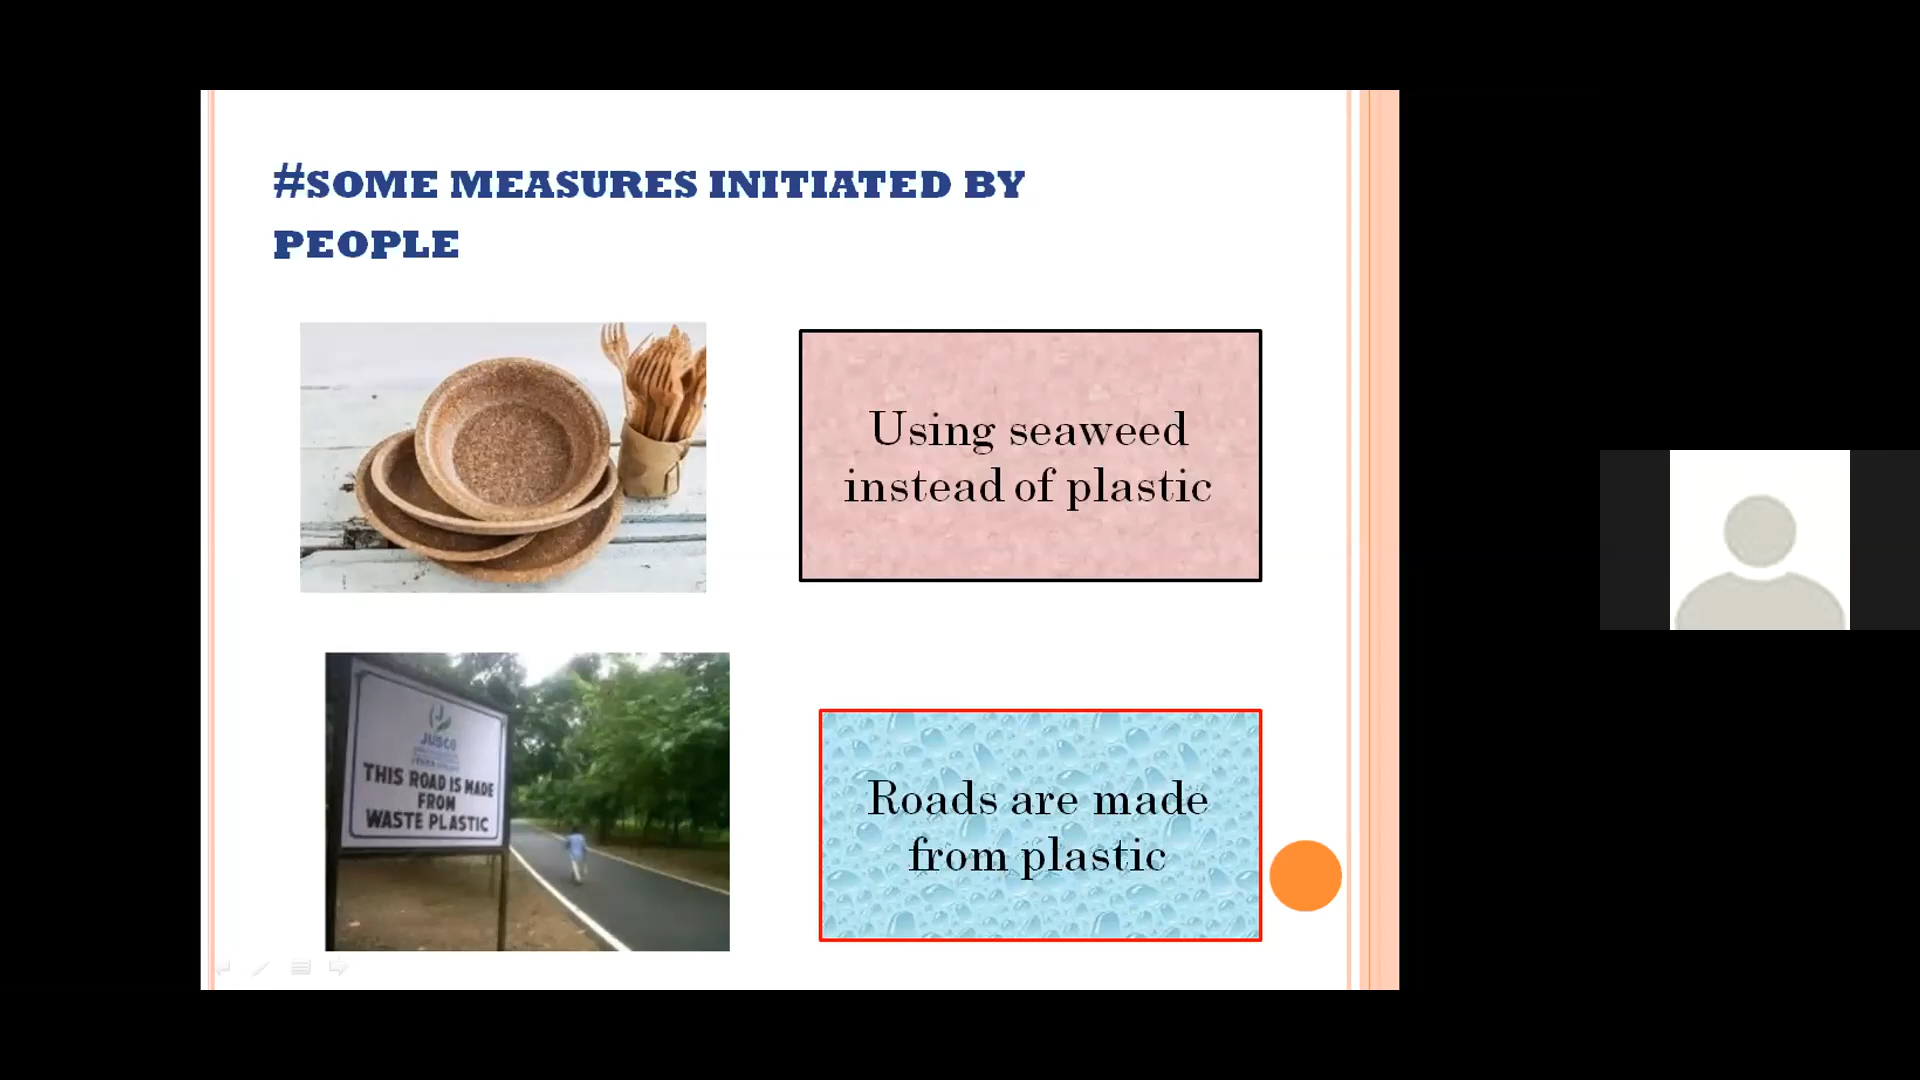 #SOME MEASURES INITIATED BY
PEOPLE
Using seaweed
instead of plastic
JUSCO
THIS ROAD IS MADE
FROM
WASTE PLASTIC
Roads are made
from plastic